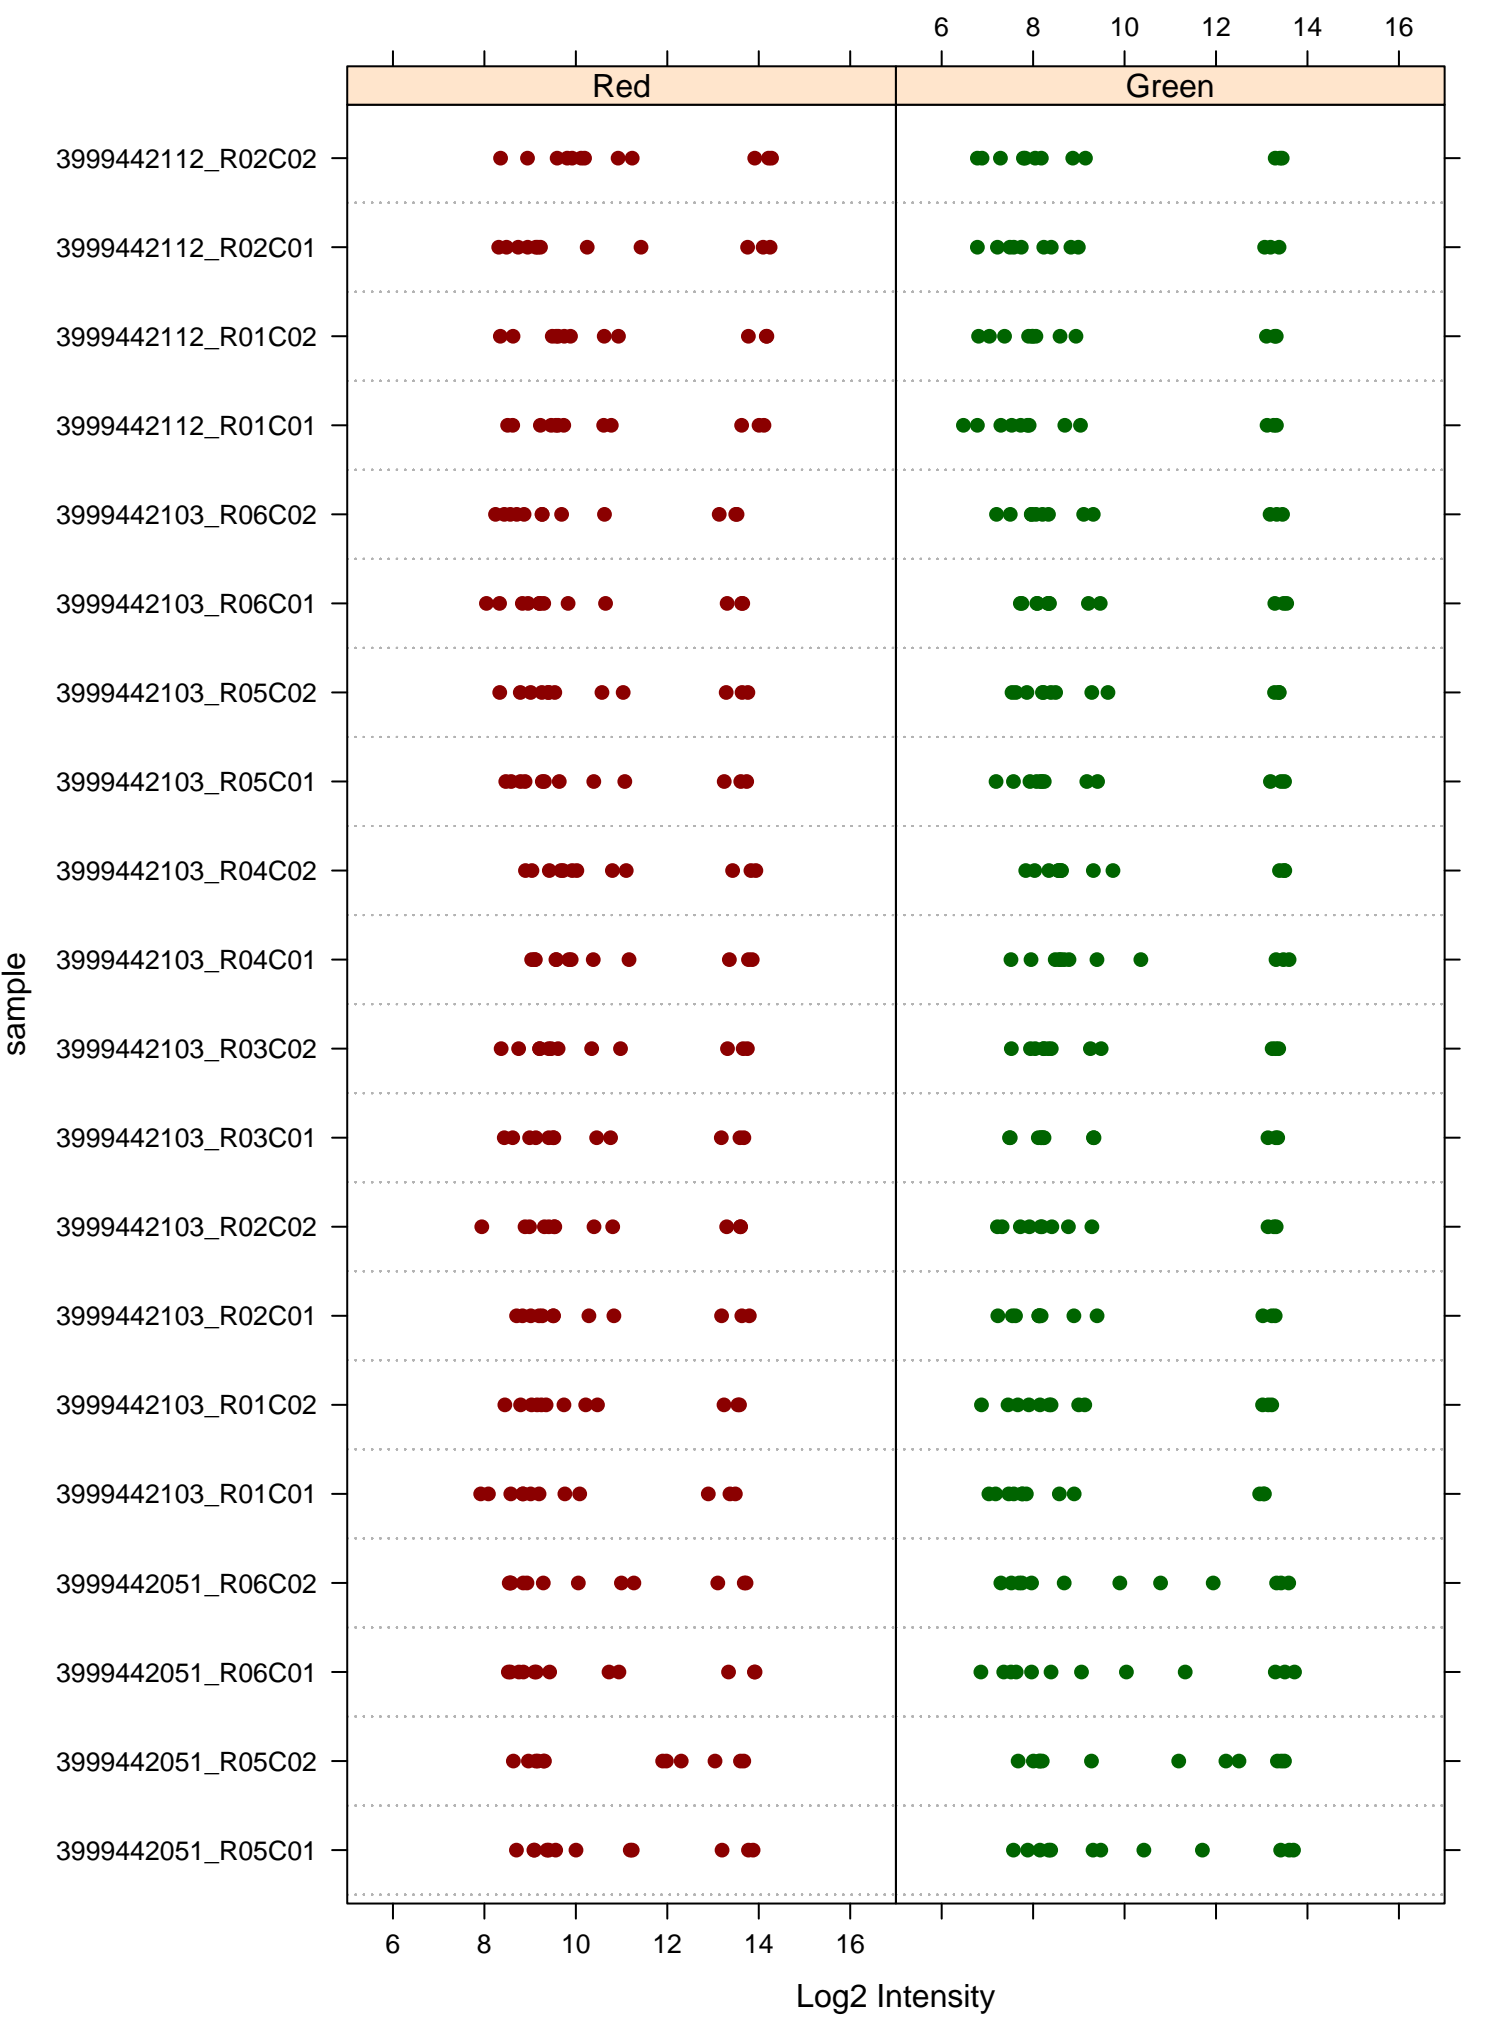 6 8 10 12 14 16
Red Green
3999442112_R02C02
3999442112_R02C01
3999442112_R01C02
3999442112_R01C01
3999442103_R06C02
3999442103_R06C01
3999442103_R05C02
3999442103_R05C01
3999442103_R04C02
3999442103_R04C01
3999442103_R03C02
3999442103_R03C01
3999442103_R02C02
3999442103_R02C01
3999442103_R01C02
3999442103_R01C01
3999442051_R06C02
3999442051_R06C01
3999442051_R05C02
3999442051_R05C01
sample
6 8 10 12 14 16
Log2 Intensity